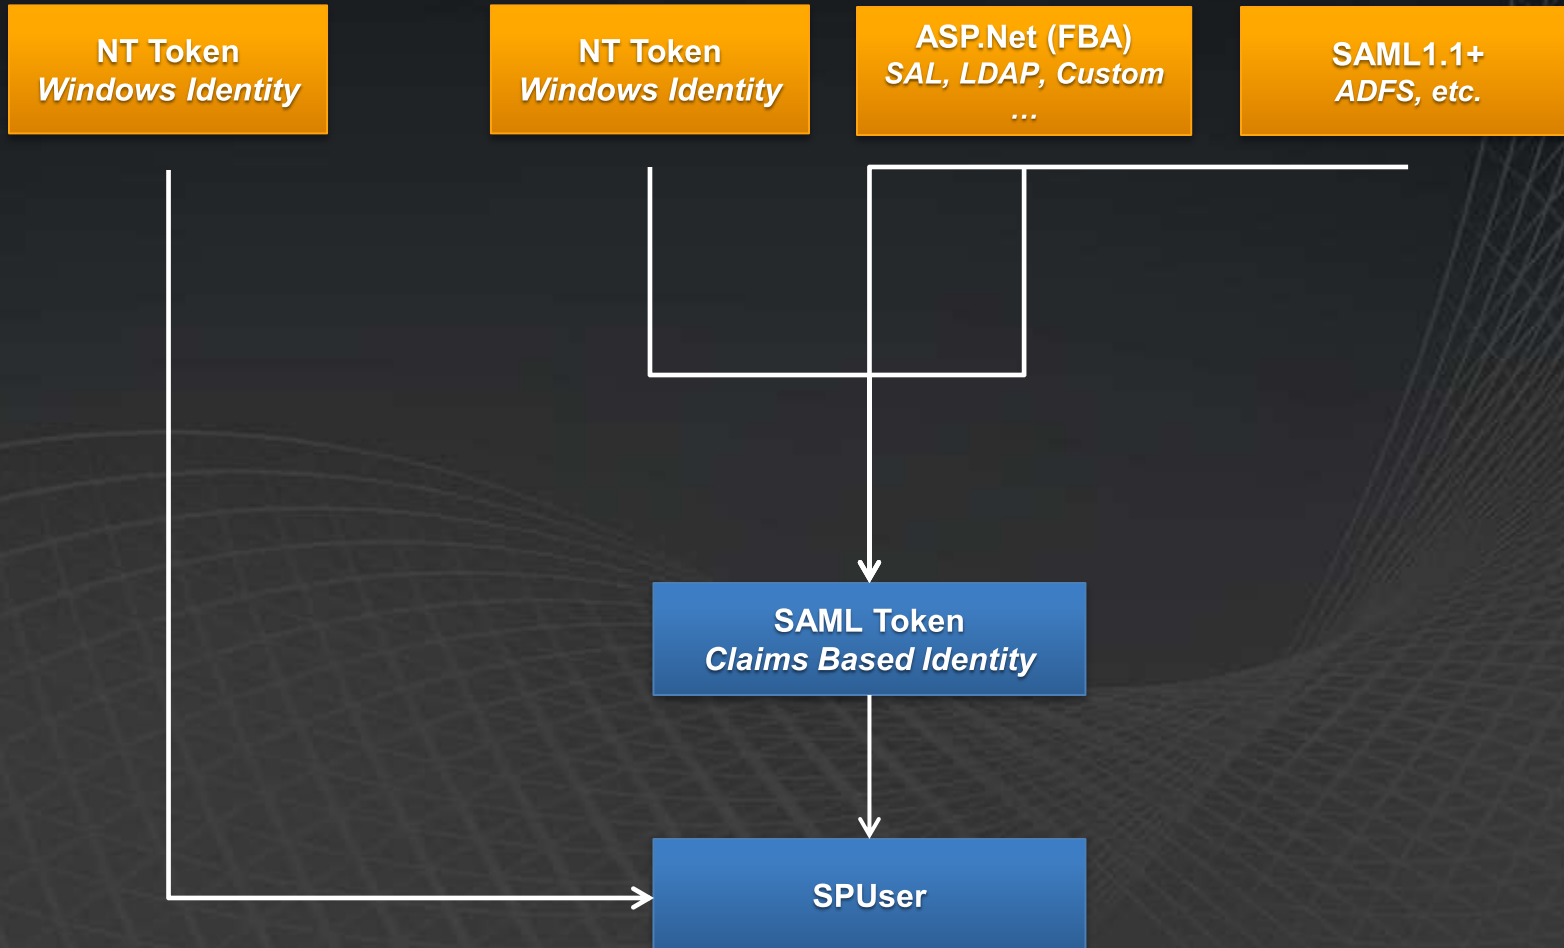 NT Token
Windows Identity
NT Token
Windows Identity
ASP.Net (FBA)
SAL, LDAP, Custom
...
SAML1.1+
ADFS, etc.
SAML Token
Claims Based Identity
SPUser